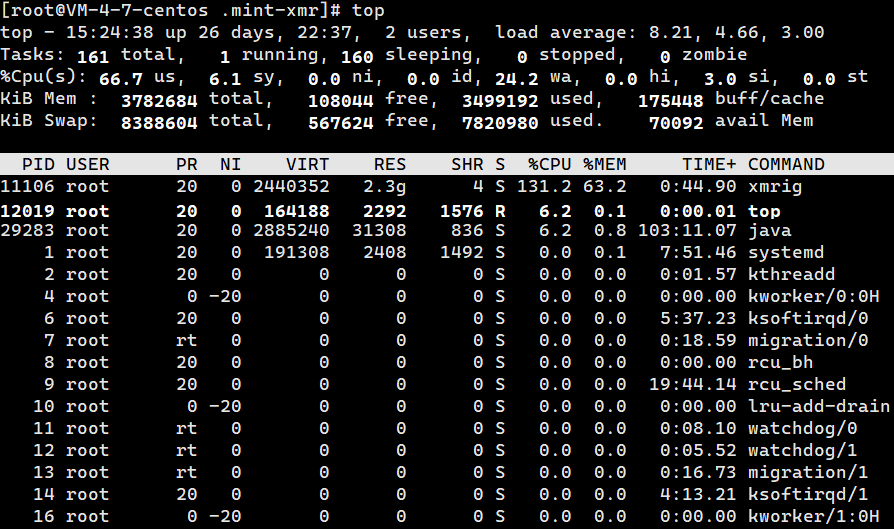 [root@VM-4-7-centos .mint-xmr]# top
top - 15:24:38 up 26 days, 22:37,  2 users,  load average: 8.21, 4.66, 3.00
Tasks: 161 total,   1 running, 160 sleeping,   0 stopped,   0 zombie
%Cpu(s): 66.7 us,  6.1 sy,  0.0 ni,  0.0 id, 24.2 wa,  0.0 hi,  3.0 si,  0.0 st
KiB Mem :  3782684 total,   108044 free,  3499192 used,   175448 buff/cache
KiB Swap:  8388604 total,   567624 free,  7820980 used.    70092 avail Mem
  PID USER      PR  NI    VIRT    RES    SHR S  %CPU %MEM     TIME+ COMMAND
11106 root      20   0 2440352   2.3g      4 S 131.2 63.2   0:44.90 xmrig
12019 root      20   0  164188   2292   1576 R   6.2  0.1   0:00.01 top
29283 root      20   0 2885240  31308    836 S   6.2  0.8 103:11.07 java
    1 root      20   0  191308   2408   1492 S   0.0  0.1   7:51.46 systemd
    2 root      20   0       0      0      0 S   0.0  0.0   0:01.57 kthreadd
    4 root       0 -20       0      0      0 S   0.0  0.0   0:00.00 kworker/0:0H
    6 root      20   0       0      0      0 S   0.0  0.0   5:37.23 ksoftirqd/0
    7 root      rt   0       0      0      0 S   0.0  0.0   0:18.59 migration/0
    8 root      20   0       0      0      0 S   0.0  0.0   0:00.00 rcu_bh
    9 root      20   0       0      0      0 S   0.0  0.0  19:44.14 rcu_sched
   10 root       0 -20       0      0      0 S   0.0  0.0   0:00.00 lru-add-drain
   11 root      rt   0       0      0      0 S   0.0  0.0   0:08.10 watchdog/0
   12 root      rt   0       0      0      0 S   0.0  0.0   0:05.52 watchdog/1
   13 root      rt   0       0      0      0 S   0.0  0.0   0:16.73 migration/1
   14 root      20   0       0      0      0 S   0.0  0.0   4:13.21 ksoftirqd/1
   16 root       0 -20       0      0      0 S   0.0  0.0   0:00.00 kworker/1:0H